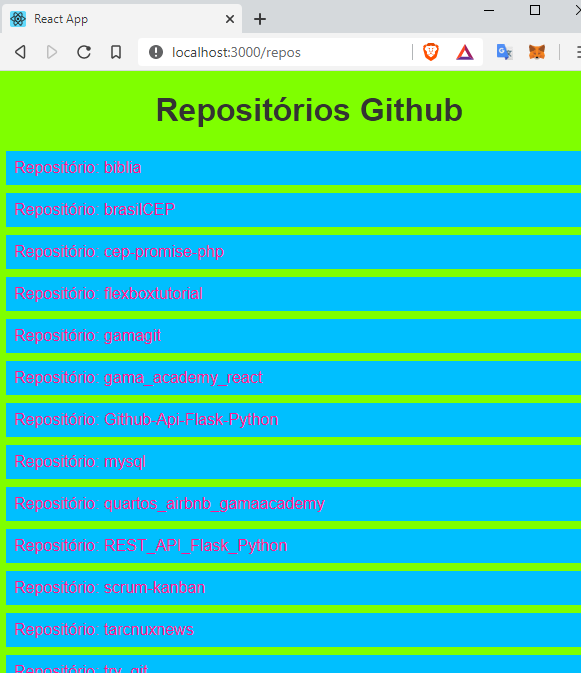 React App
localhost:3000/repos
Repositórios Github
Repositório: biblia
Repositório: brasilCEP
Repositório: cep-promise-php
Repositório: flexboxtutorial
Repositório: gamagit
Repositório: gama_academy_react
Repositório: Github-Api-Flask-Python
Repositório: mysql
Repositório: quartos_airbnb_gamaacademy
Repositório: REST_API_Flask_Python
Repositório: scrum-kanban
Repositório: tarcnuxnews
Repositório: try_git